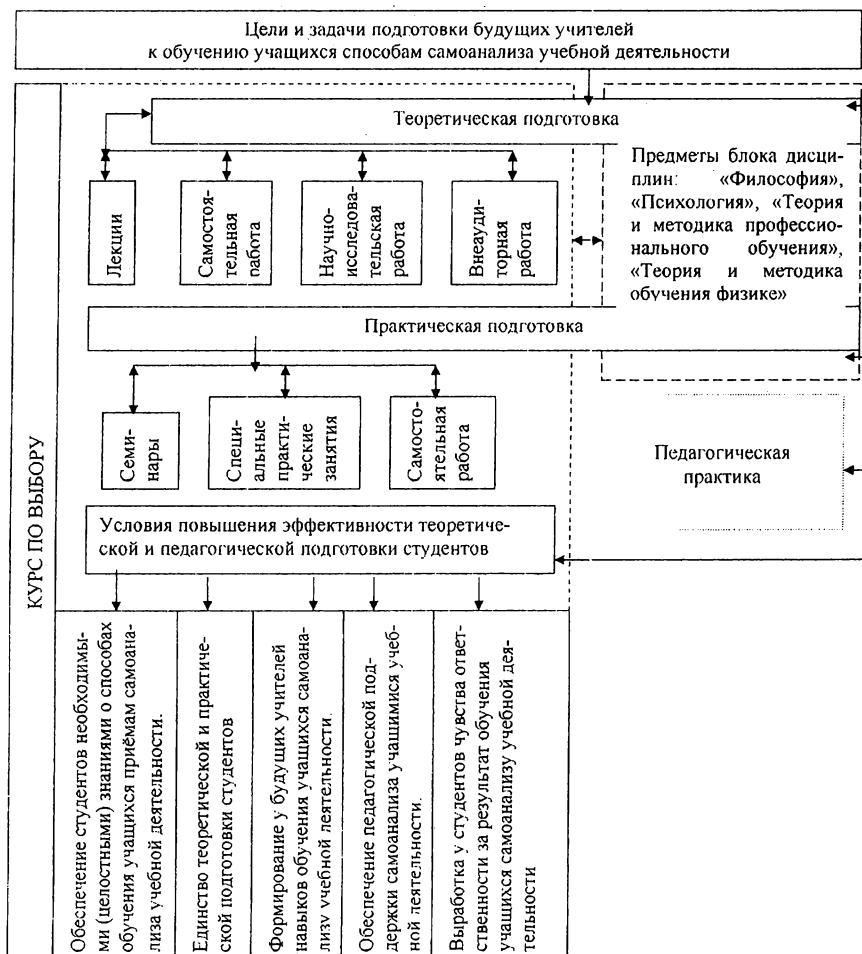 Цели и задачи подготовки будущих учителей
к обучению учащихся способам самоанализа учебной деятельности
КУРС ПО ВЫБОРУ
Теоретическая подготовка
Лекции
Самостоя-
тельная
работа
Научно-
исследова-
тельская
работа
Внеауди-
торная
работа
Предметы блока дисци-
плин: «Философия»,
«Психология», «Теория
и методика профессио-
нального обучения»,
«Теория и методика
обучения физике»
Практическая подготовка
Семи-
нары
Специ-
альные
практи-
ческие
занятия
Самосто-
ятельная
работа
Педагогическая
практика
Условия повышения эффективности теоретиче-
ской и педагогической подготовки студентов
Обеспечение студентов необходимы-
ми (целостными) знаниями о способах
обучения учащихся приёмам самоана-
лиза учебной деятельности.
Единство теоретической и практиче-
ской подготовки студентов
Формирование у будущих учителей
навыков обучения учащихся самоана-
лизу учебной деятельности.
Обеспечение педагогической под-
держки самоанализа учащимися учеб-
ной деятельности.
Выработка у студентов чувства ответ-
ственности за результат обучения
учащихся самоанализу учебной дея-
тельности